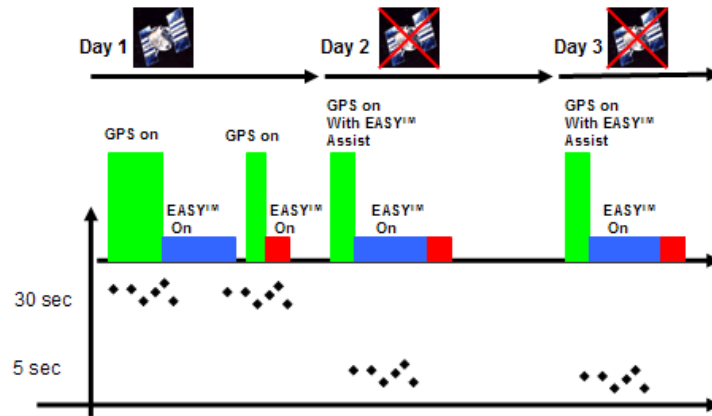 Day 1
Day 2
Day 3
GPS on
GPS on
GPS on
With EASY™
Assist
GPS on
With EASY™
Assist
EASY™
On
EASY™
On
EASY™
On
EASY™
On
30 sec
5 sec